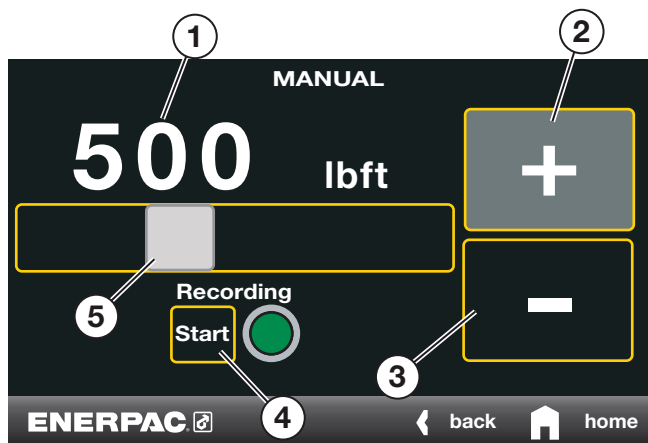 1
2
MANUAL
500 lbft
+
−
5
Recording
Start
3
4
ENERPAC
back
home